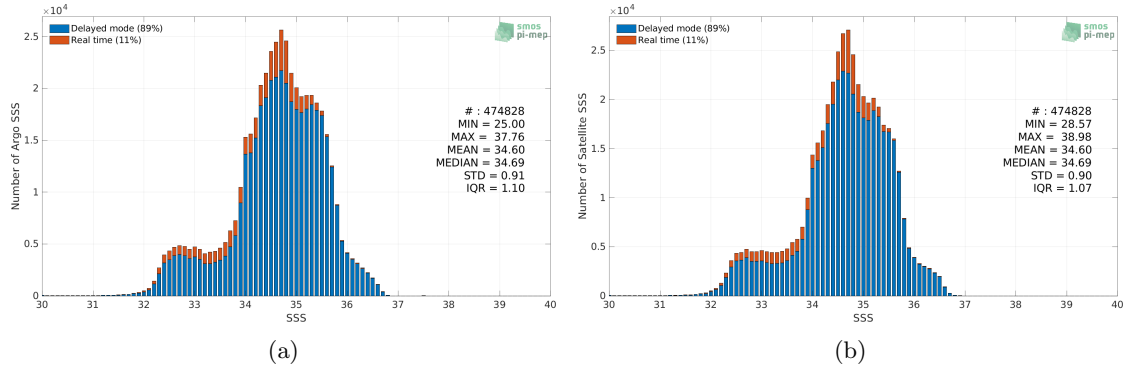 ×10⁴
Delayed mode (89%)
Real time (11%)
smos
pi-mep
# : 474828
MIN = 25.00
MAX = 37.76
MEAN = 34.60
MEDIAN = 34.69
STD = 0.91
IQR = 1.10
Number of Argo SSS
2.5
2
1.5
1
0.5
0
30 31 32 33 34 35 36 37 38 39 40
SSS
(a)
×10⁴
Delayed mode (89%)
Real time (11%)
smos
pi-mep
# : 474828
MIN = 28.57
MAX = 38.98
MEAN = 34.60
MEDIAN = 34.69
STD = 0.90
IQR = 1.07
Number of Satellite SSS
2.5
2
1.5
1
0.5
0
30 31 32 33 34 35 36 37 38 39 40
SSS
(b)